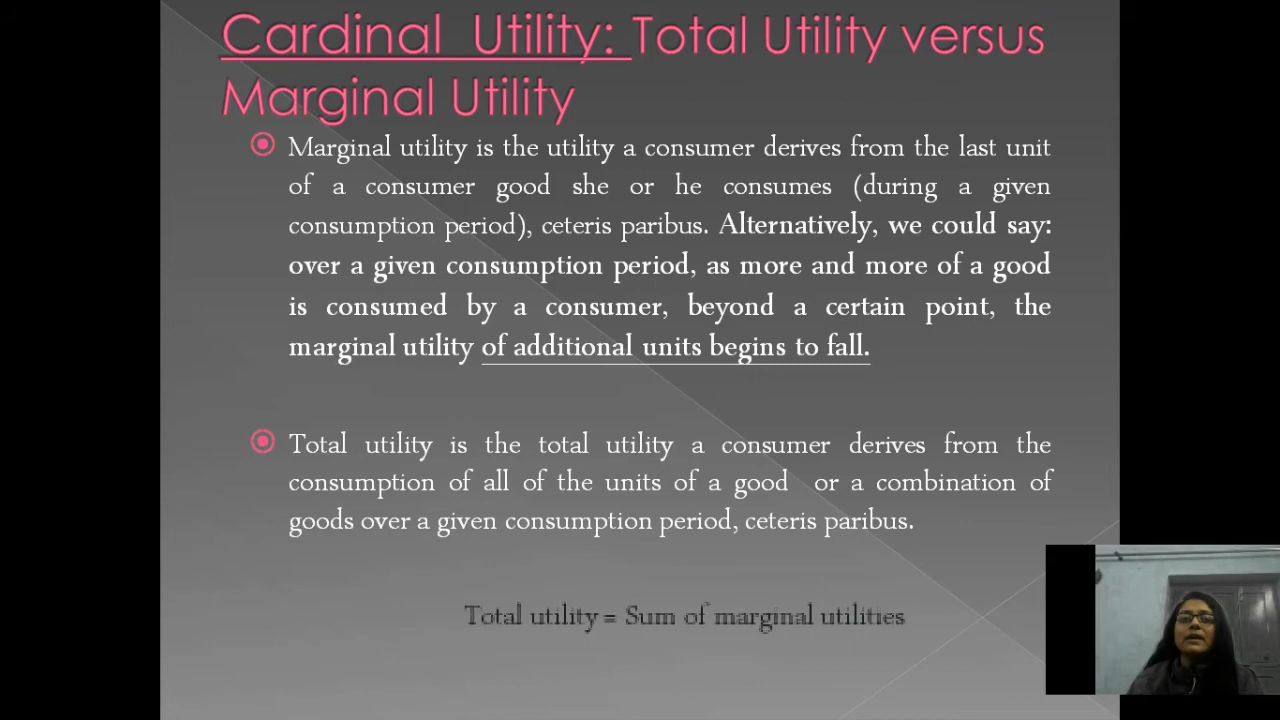 Cardinal Utility: Total Utility versus
Marginal Utility
Marginal utility is the utility a consumer derives from the last unit
of a consumer good she or he consumes (during a given
consumption period), ceteris paribus. Alternatively, we could say:
over a given consumption period, as more and more of a good
is consumed by a consumer, beyond a certain point, the
marginal utility of additional units begins to fall.
Total utility is the total utility a consumer derives from the
consumption of all of the units of a good or a combination of
goods over a given consumption period, ceteris paribus.
Total utility = Sum of marginal utilities